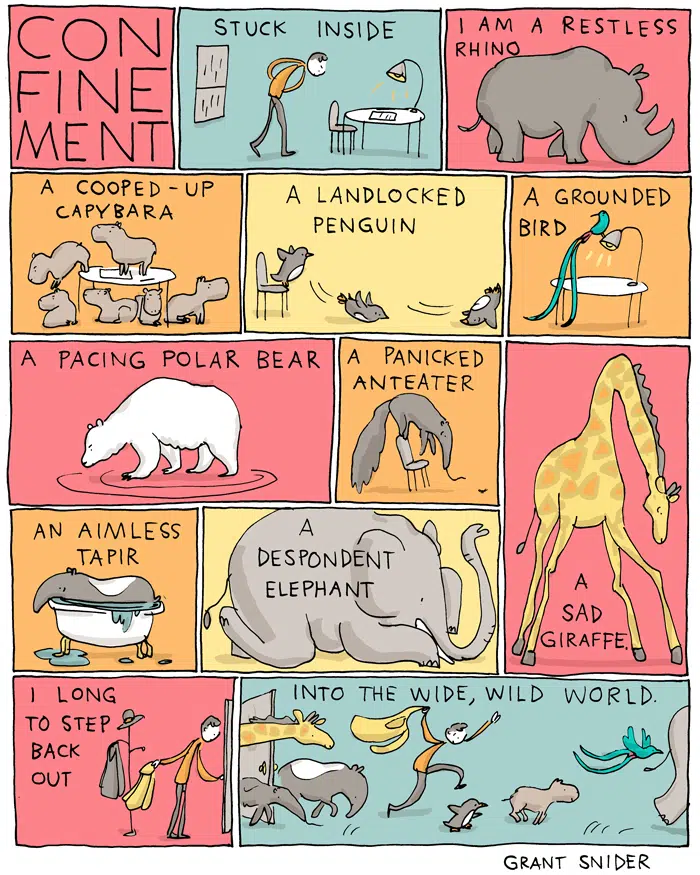 CON
FINE
MENT
STUCK INSIDE
I AM A RESTLESS
RHINO
A COOPED-UP
CAPYBARA
A LANDLOCKED
PENGUIN
A GROUNDED
BIRD
A PACING POLAR BEAR
A PANICKED
ANTEATER
A
SAD
GIRAFFE.
AN AIMLESS
TAPIR
A
DESPONDENT
ELEPHANT
I LONG
TO STEP
BACK
OUT
INTO THE WIDE, WILD WORLD.
GRANT SNIDER